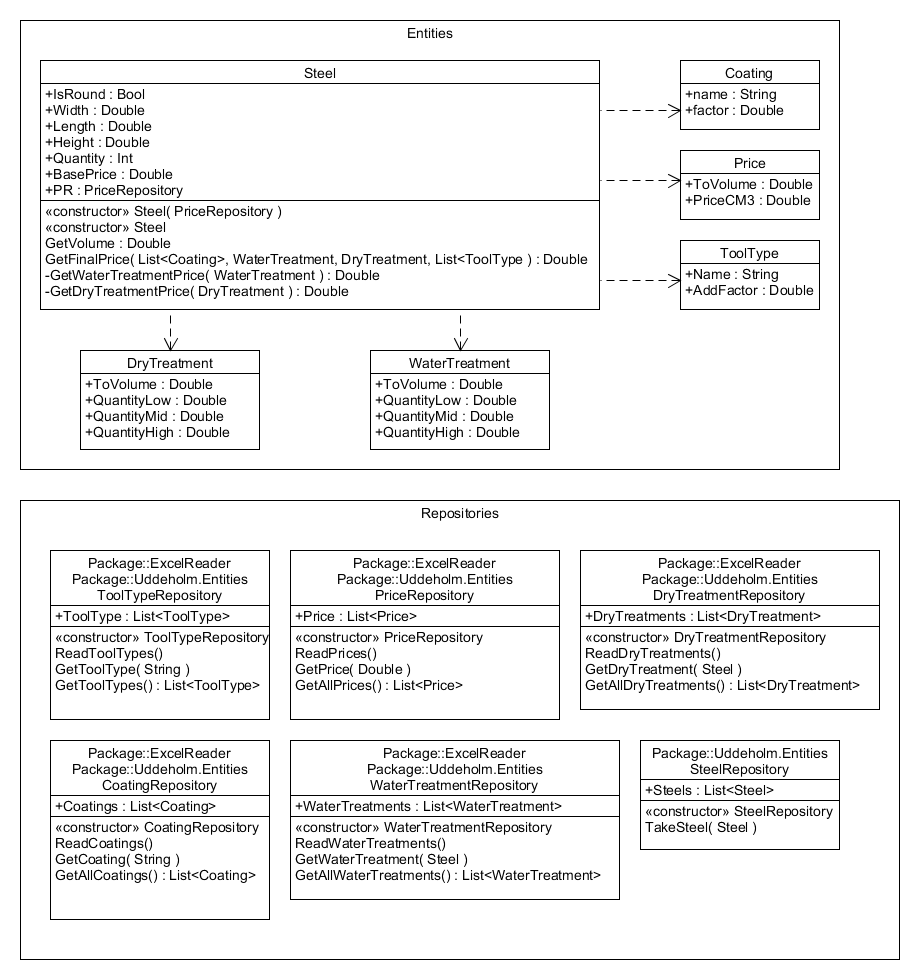 Entities
Steel
+IsRound : Bool
+Width : Double
+Length : Double
+Height : Double
+Quantity : Int
+BasePrice : Double
+PR : PriceRepository
«constructor» Steel( PriceRepository )
«constructor» Steel
GetVolume : Double
GetFinalPrice( List<Coating>, WaterTreatment, DryTreatment, List<ToolType ) : Double
-GetWaterTreatmentPrice( WaterTreatment ) : Double
-GetDryTreatmentPrice( DryTreatment ) : Double
Coating
+name : String
+factor : Double
Price
+ToVolume : Double
+PriceCM3 : Double
ToolType
+Name : String
+AddFactor : Double
DryTreatment
+ToVolume : Double
+QuantityLow : Double
+QuantityMid : Double
+QuantityHigh : Double
WaterTreatment
+ToVolume : Double
+QuantityLow : Double
+QuantityMid : Double
+QuantityHigh : Double
Repositories
Package::ExcelReader
Package::Uddeholm.Entities
ToolTypeRepository
+ToolType : List<ToolType>
«constructor» ToolTypeRepository
ReadToolTypes()
GetToolType( String )
GetToolTypes() : List<ToolType>
Package::ExcelReader
Package::Uddeholm.Entities
PriceRepository
+Price : List<Price>
«constructor» PriceRepository
ReadPrices()
GetPrice( Double )
GetAllPrices() : List<Price>
Package::ExcelReader
Package::Uddeholm.Entities
DryTreatmentRepository
+DryTreatments : List<DryTreatment>
«constructor» DryTreatmentRepository
ReadDryTreatments()
GetDryTreatment( Steel )
GetAllDryTreatments() : List<DryTreatment>
Package::ExcelReader
Package::Uddeholm.Entities
CoatingRepository
+Coatings : List<Coating>
«constructor» CoatingRepository
ReadCoatings()
GetCoating( String )
GetAllCoatings() : List<Coating>
Package::ExcelReader
Package::Uddeholm.Entities
WaterTreatmentRepository
+WaterTreatments : List<WaterTreatment>
«constructor» WaterTreatmentRepository
ReadWaterTreatments()
GetWaterTreatment( Steel )
GetAllWaterTreatments() : List<WaterTreatment>
Package::Uddeholm.Entities
SteelRepository
+Steels : List<Steel>
«constructor» SteelRepository
TakeSteel( Steel )